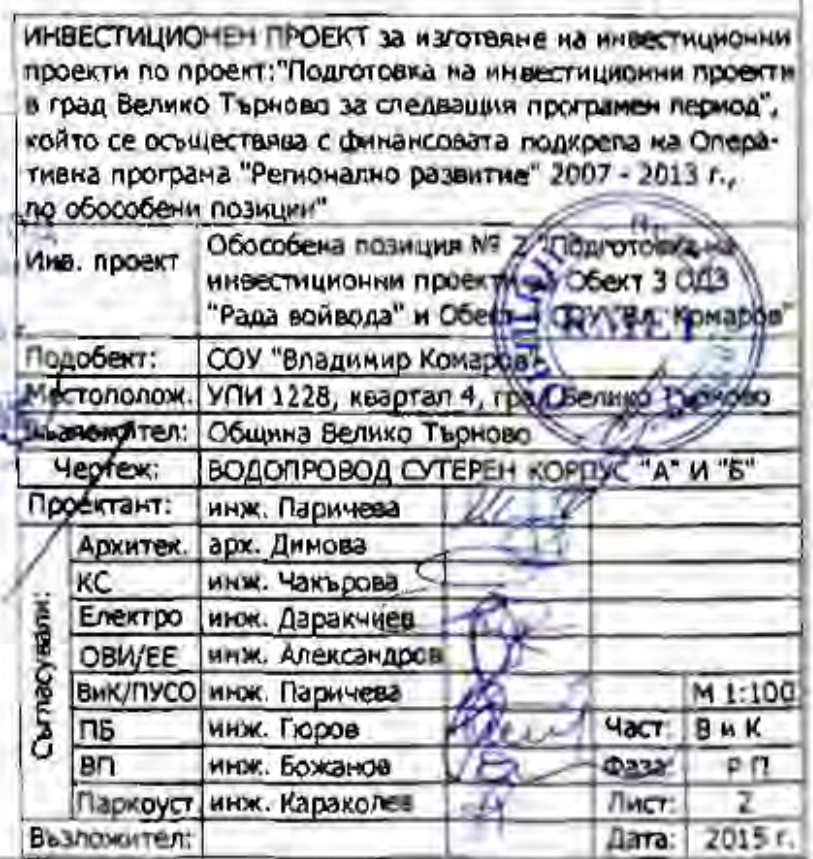 ИНВЕСТИЦИОНЕН ПРОЕКТ за изготвяне на инвестиционни
проекти по проект:"Подготовка на инвестиционни проекти
в град Велико Търново за следващия програмен период",
който се осъществява с финансовата подкрепа на Опера-
тивна програма "Регионално развитие" 2007 - 2013 г.,
по обособени позиции"
Инв. проект Обособена позиция № 2 "Подготовка на
инвестиционни проекти Обект 3 ОДЗ
"Рада войвода" и Обект СОУ "Вл. Комаров"
Подобект: СОУ "Владимир Комаров"
Местополож. УПИ 1228, квартал 4, град Велико Търново
Възложител: Община Велико Търново
Чертеж: ВОДОПРОВОД СУТЕРЕН КОРПУС "А" И "Б"
Проектант: инж. Паричева
Съгласували:
Архитек. арх. Димова
КС инж. Чакърова
Електро инж. Даракчиев
ОВИ/ЕЕ инж. Александров
ВиК/ПУСО инж. Паричева М 1:100
ПБ инж. Гюров Част: В и К
ВП инж. Божанов Фаза: Р П
Паркоуст. инж. Караколев Лист: 2
Възложител: Дата: 2015 г.